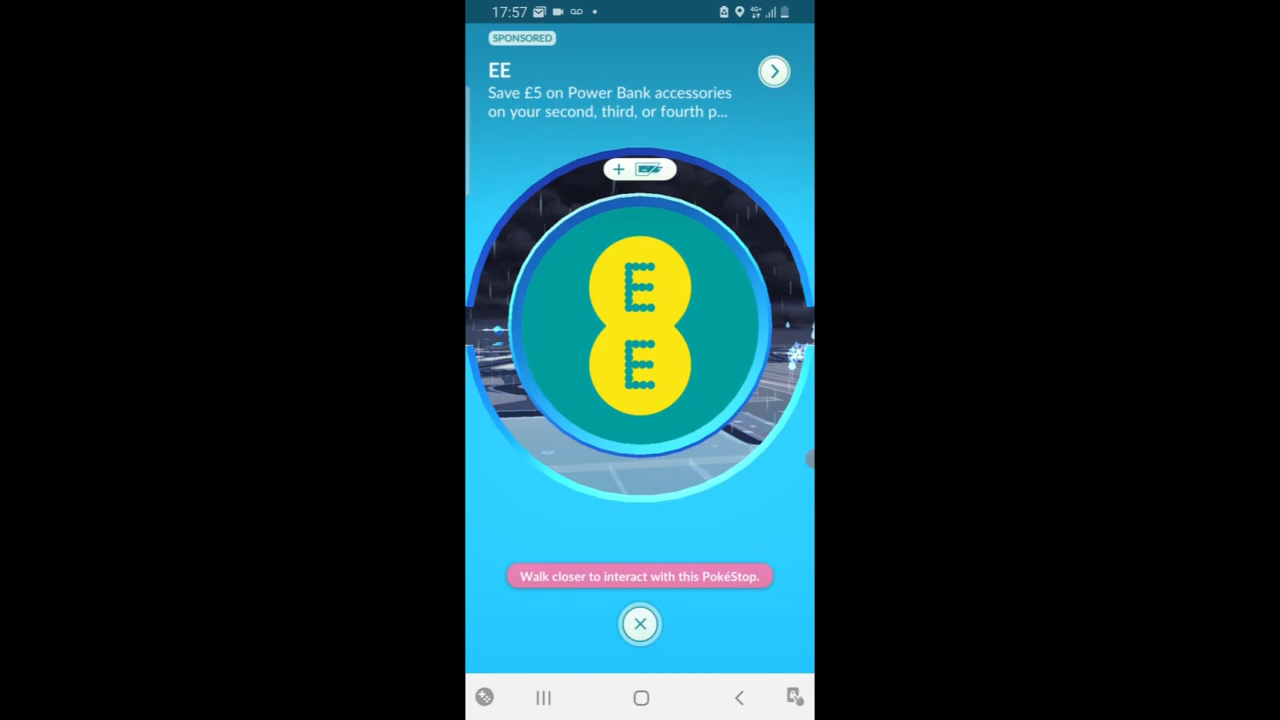 17:57
4G+
SPONSORED
EE
Save £5 on Power Bank accessories
on your second, third, or fourth p...
E
E
Walk closer to interact with this PokéStop.